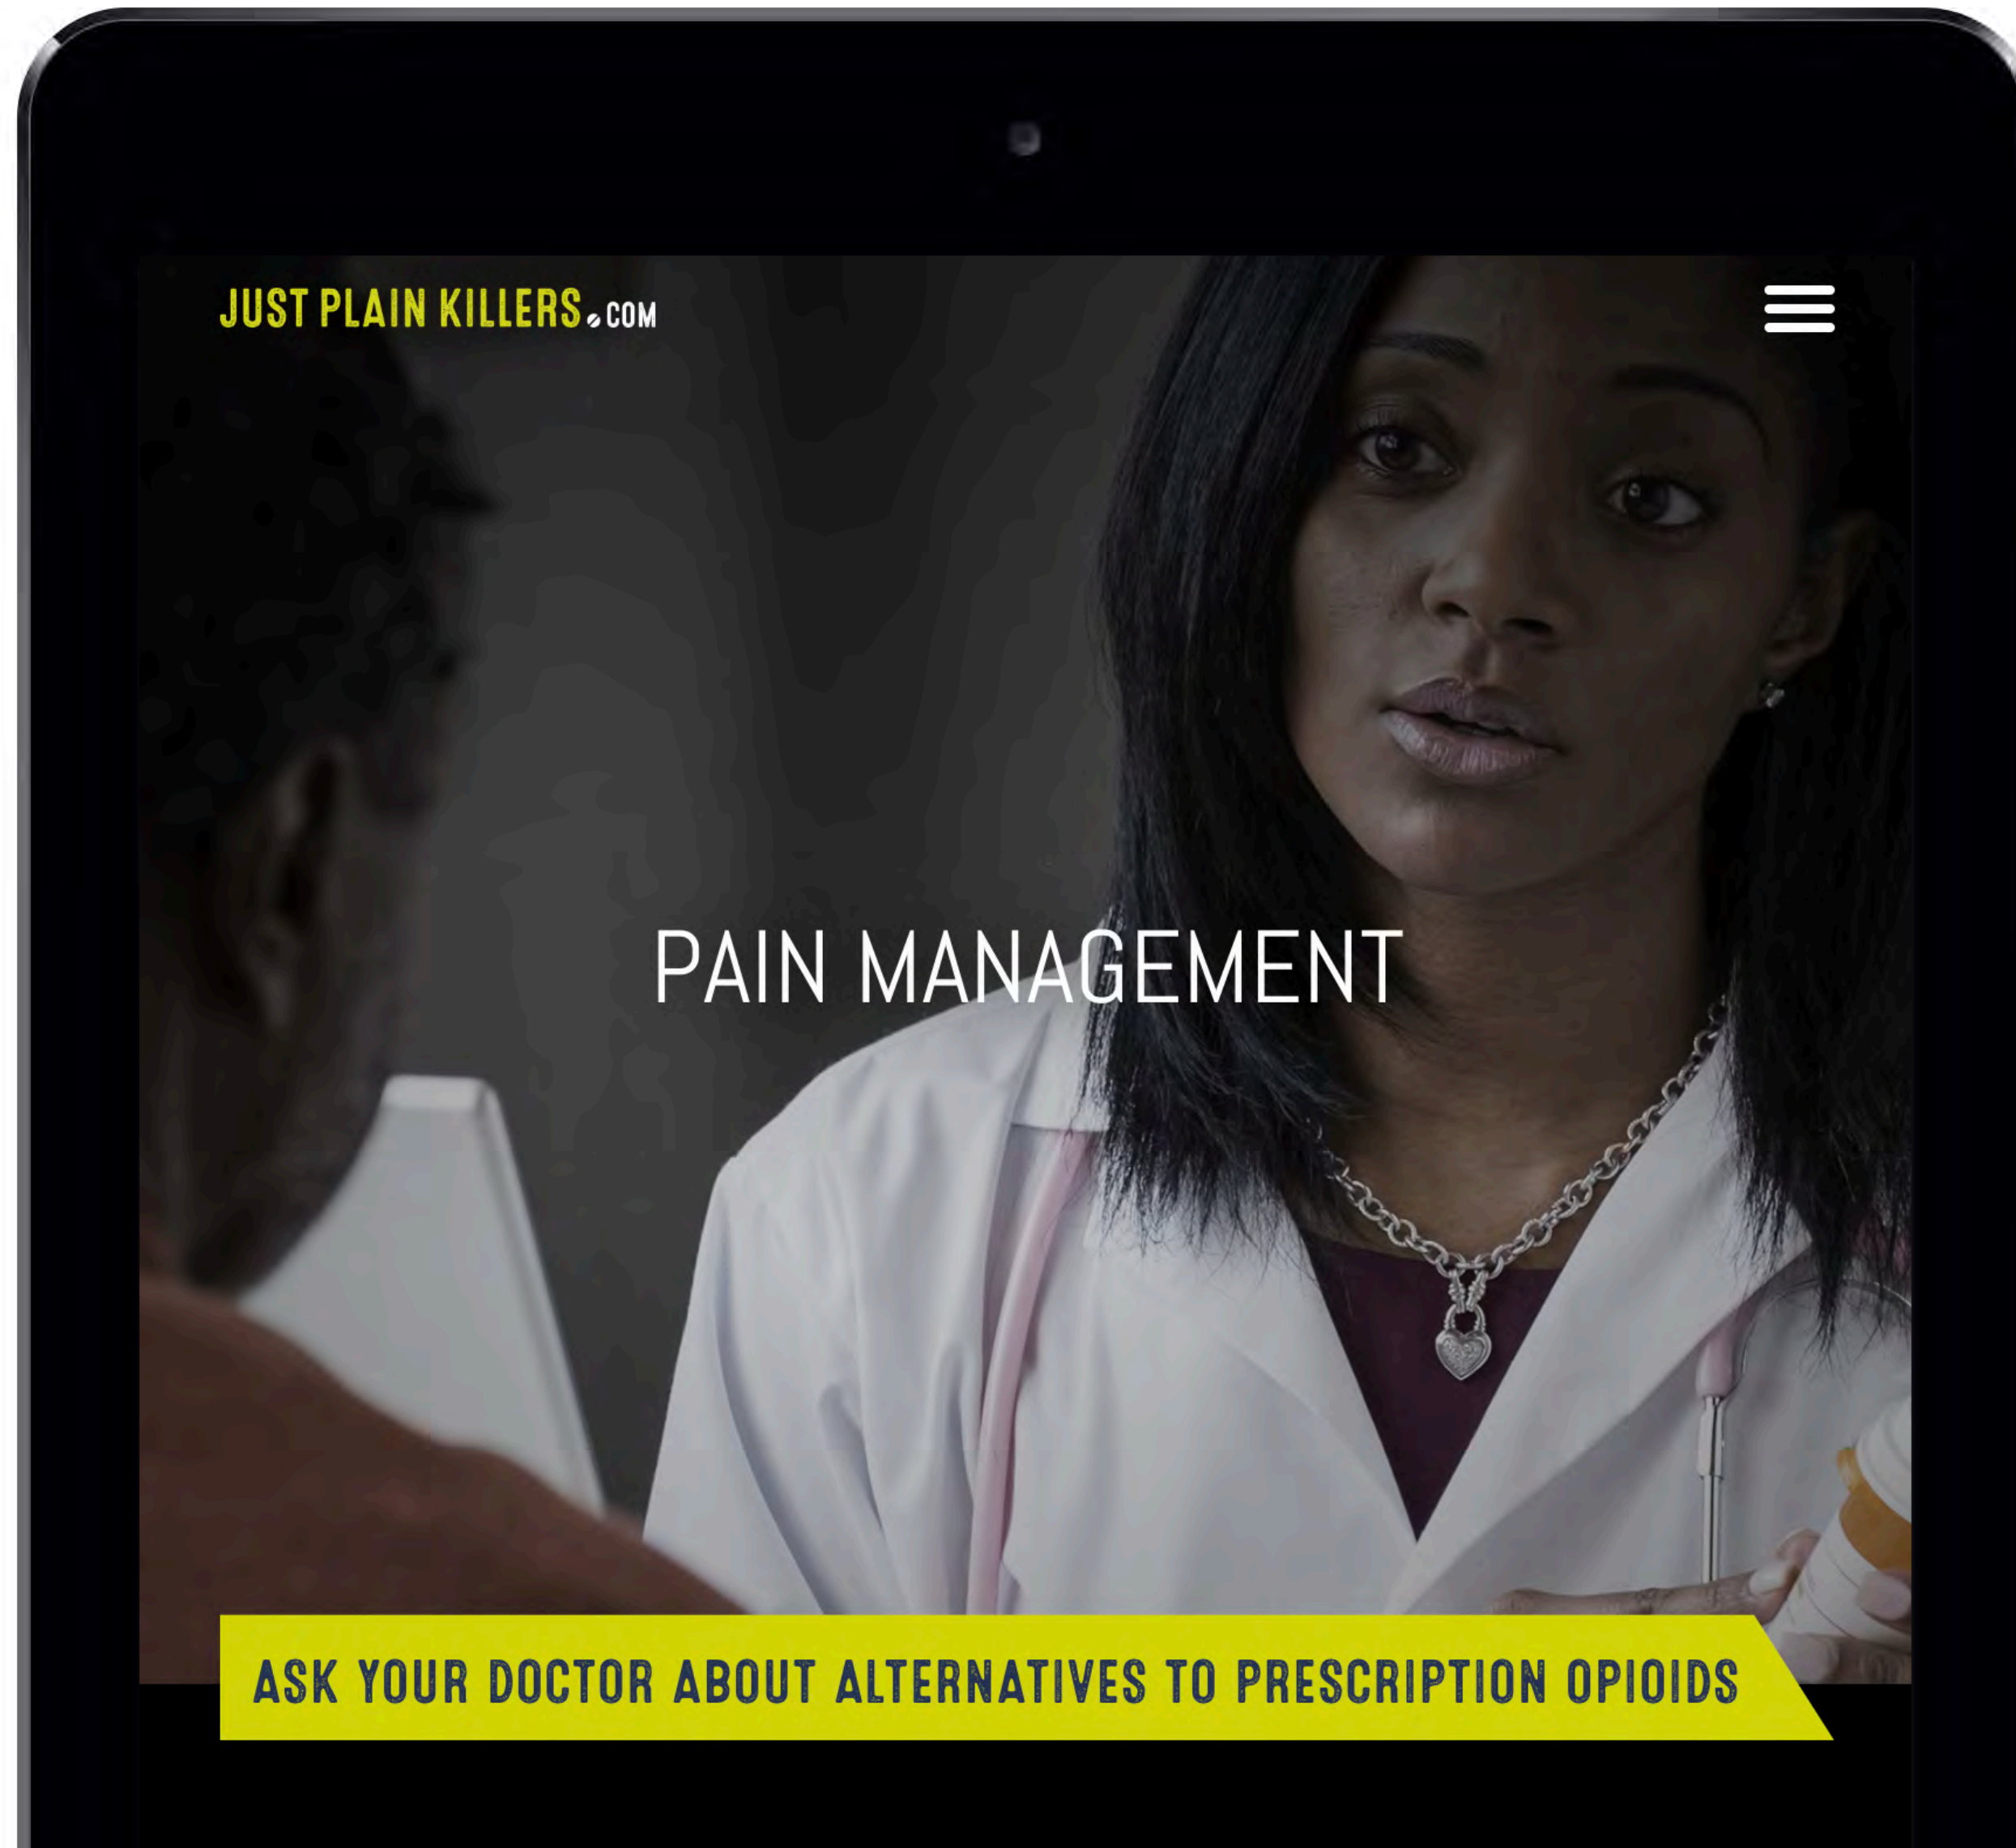 JUST PLAIN KILLERS.COM
PAIN MANAGEMENT
ASK YOUR DOCTOR ABOUT ALTERNATIVES TO PRESCRIPTION OPIOIDS